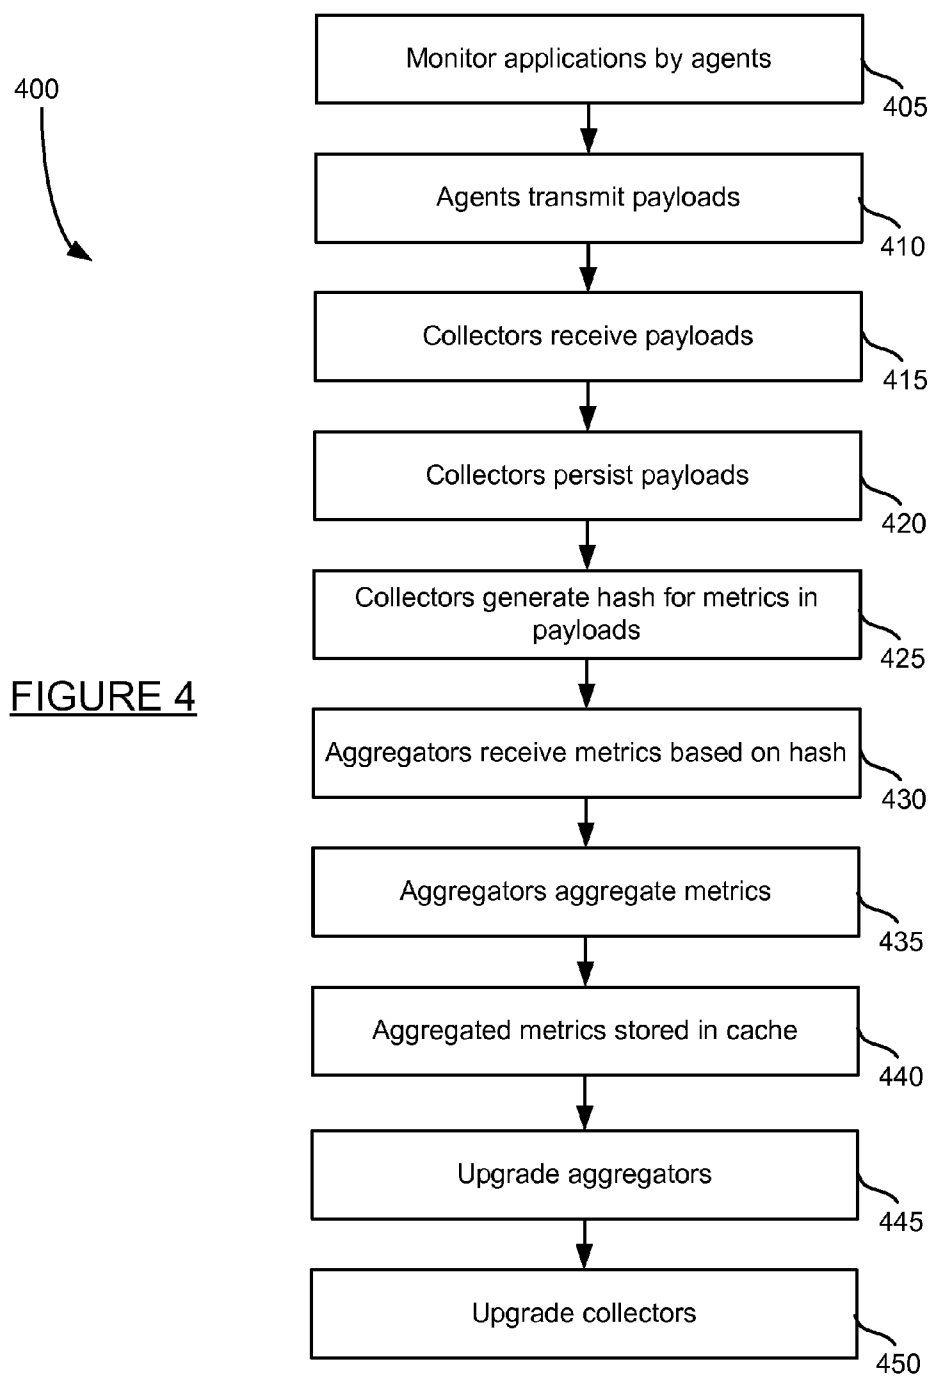 Monitor applications by agents
405
400
Agents transmit payloads
410
Collectors receive payloads
415
Collectors persist payloads
420
Collectors generate hash for metrics in
payloads
425
FIGURE 4
Aggregators receive metrics based on hash
430
Aggregators aggregate metrics
435
Aggregated metrics stored in cache
440
Upgrade aggregators
445
Upgrade collectors
450